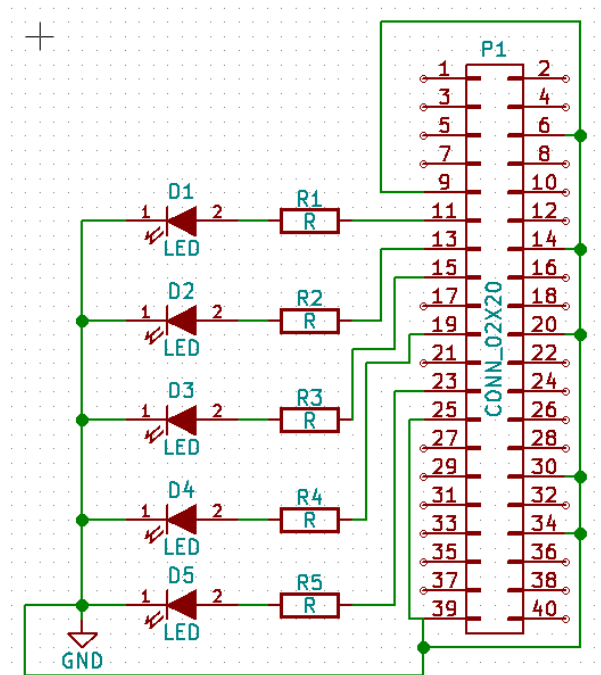 P1
1 2
3 4
5 6
7 8
9 10
D1
1 2
LED
R1
R
11 12
13 14
15 16
D2
1 2
LED
R2
R
17 18
19 20
21 22
D3
1 2
LED
R3
R
23 24
25 26
27 28
D4
1 2
LED
R4
R
29 30
31 32
33 34
35 36
D5
1 2
LED
R5
R
37 38
39 40
CONN_02X20
GND